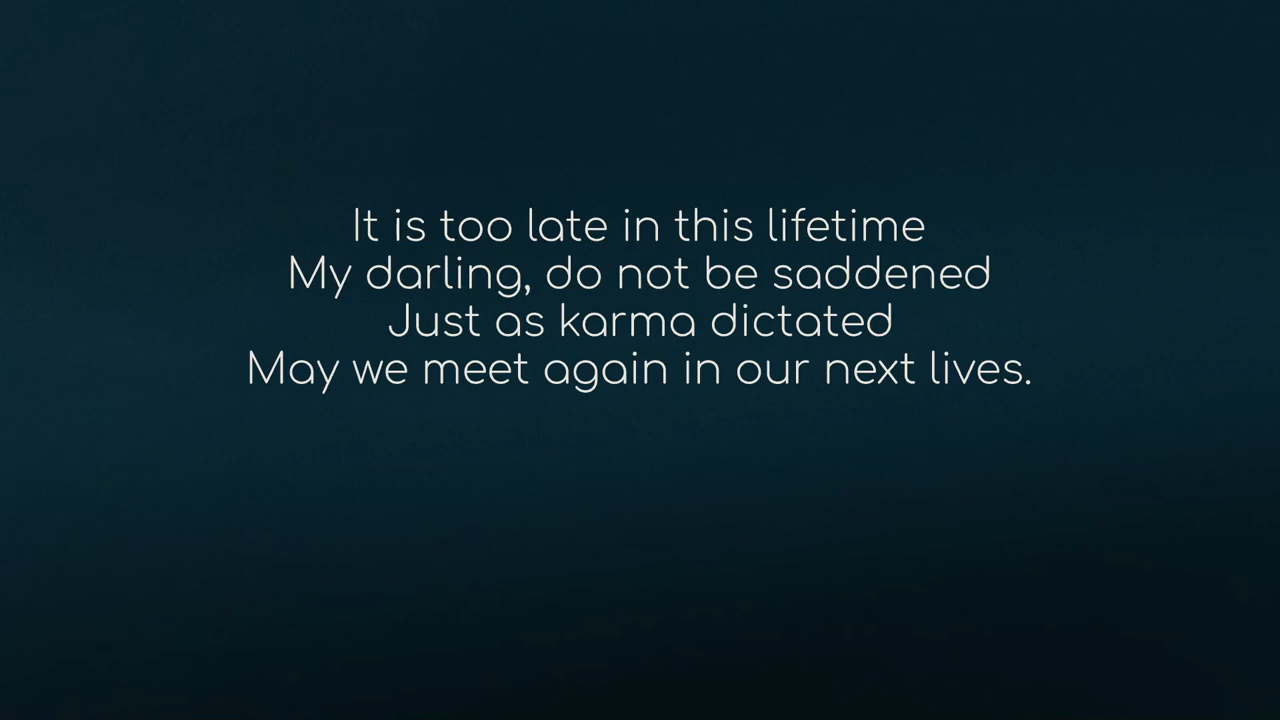 It is too late in this lifetime
My darling, do not be saddened
Just as karma dictated
May we meet again in our next lives.